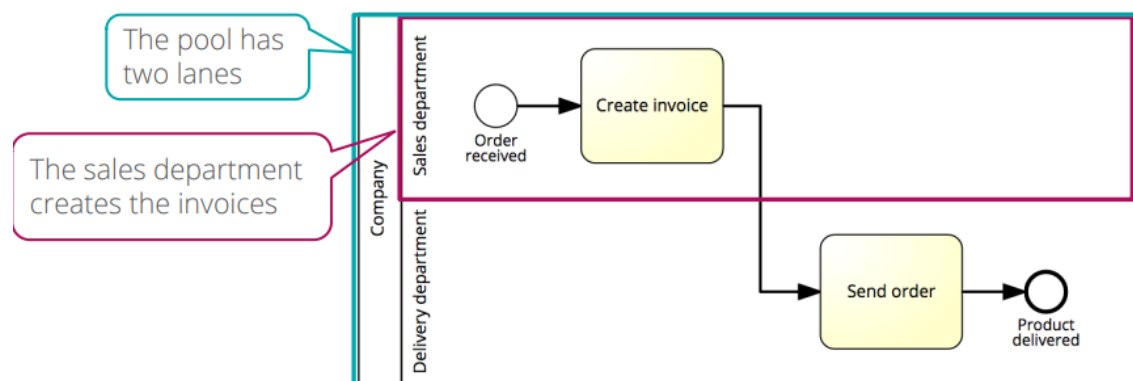 The pool has
two lanes
The sales department
creates the invoices
Company
Sales department
Order
received
Create invoice
Delivery department
Send order
Product
delivered